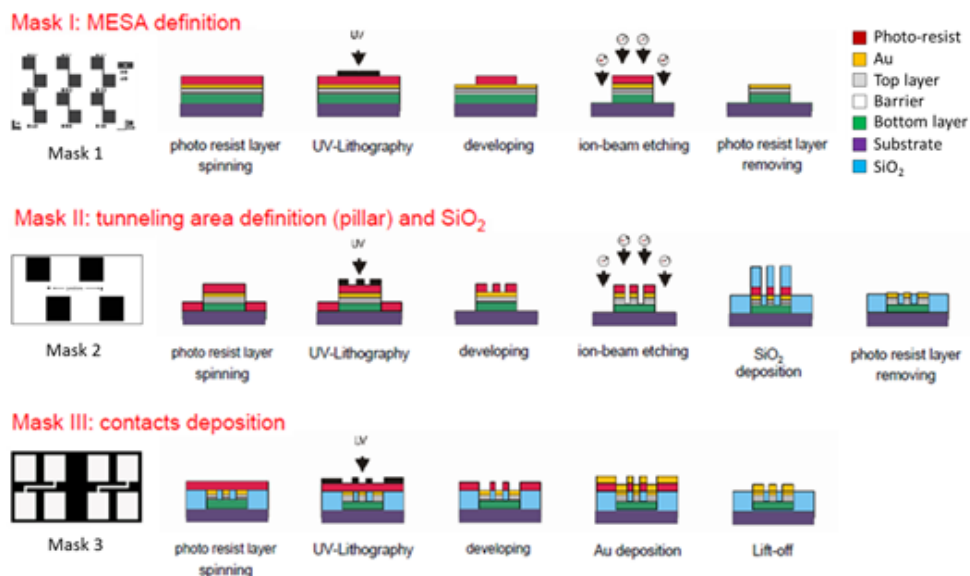 Mask I: MESA definition
UV
Photo-resist
Au
Top layer
Barrier
Bottom layer
Substrate
SiO₂
Mask 1
photo resist layer
spinning
UV-Lithography
developing
ion-beam etching
photo resist layer
removing
Mask II: tunneling area definition (pillar) and SiO₂
UV
Mask 2
photo resist layer
spinning
UV-Lithography
developing
ion-beam etching
SiO₂
deposition
photo resist layer
removing
Mask III: contacts deposition
UV
Mask 3
photo resist layer
spinning
UV-Lithography
developing
Au deposition
Lift-off